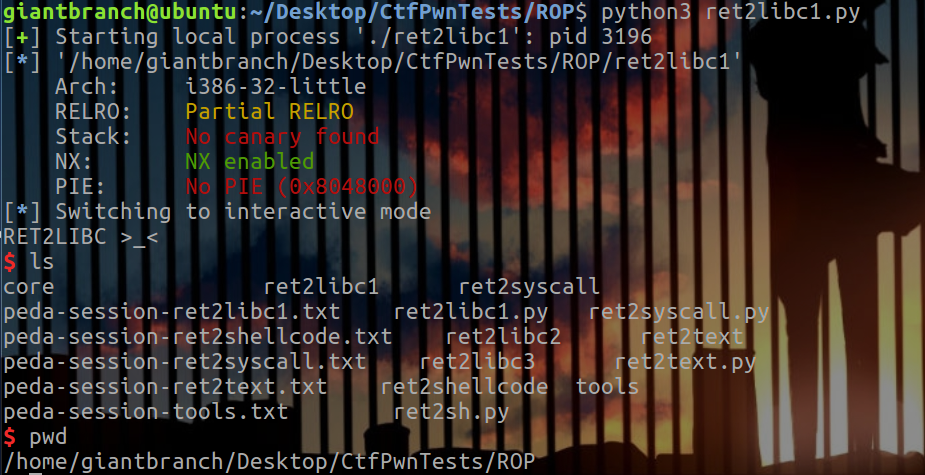 giantbranch@ubuntu:~/Desktop/CtfPwnTests/ROP$ python3 ret2libc1.py
[+] Starting local process './ret2libc1': pid 3196
[*] '/home/giantbranch/Desktop/CtfPwnTests/ROP/ret2libc1'
    Arch:     i386-32-little
    RELRO:    Partial RELRO
    Stack:    No canary found
    NX:       NX enabled
    PIE:      No PIE (0x8048000)
[*] Switching to interactive mode
RET2LIBC >_<
$ ls
core                 ret2libc1      ret2syscall
peda-session-ret2libc1.txt    ret2libc1.py   ret2syscall.py
peda-session-ret2shellcode.txt    ret2libc2      ret2text
peda-session-ret2syscall.txt    ret2libc3      ret2text.py
peda-session-ret2text.txt    ret2shellcode  tools
peda-session-tools.txt        ret2sh.py
$ pwd
/home/giantbranch/Desktop/CtfPwnTests/ROP